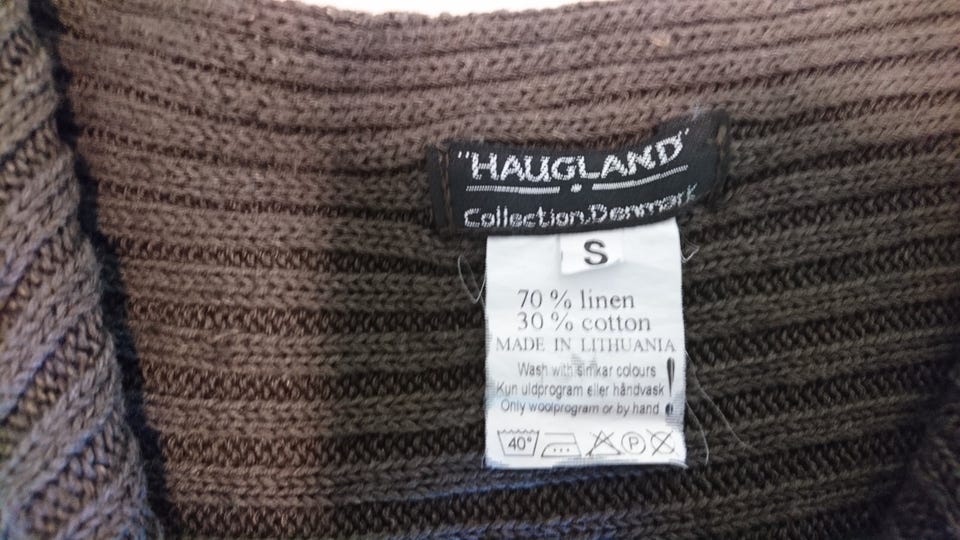 "HAUGLAND"
Collection.Denmark
S
70 % linen
30 % cotton
MADE IN LITHUANIA
Wash with simkar colours
Kun uldprogram eller håndvask
Only woolprogram or by hand !
40° P